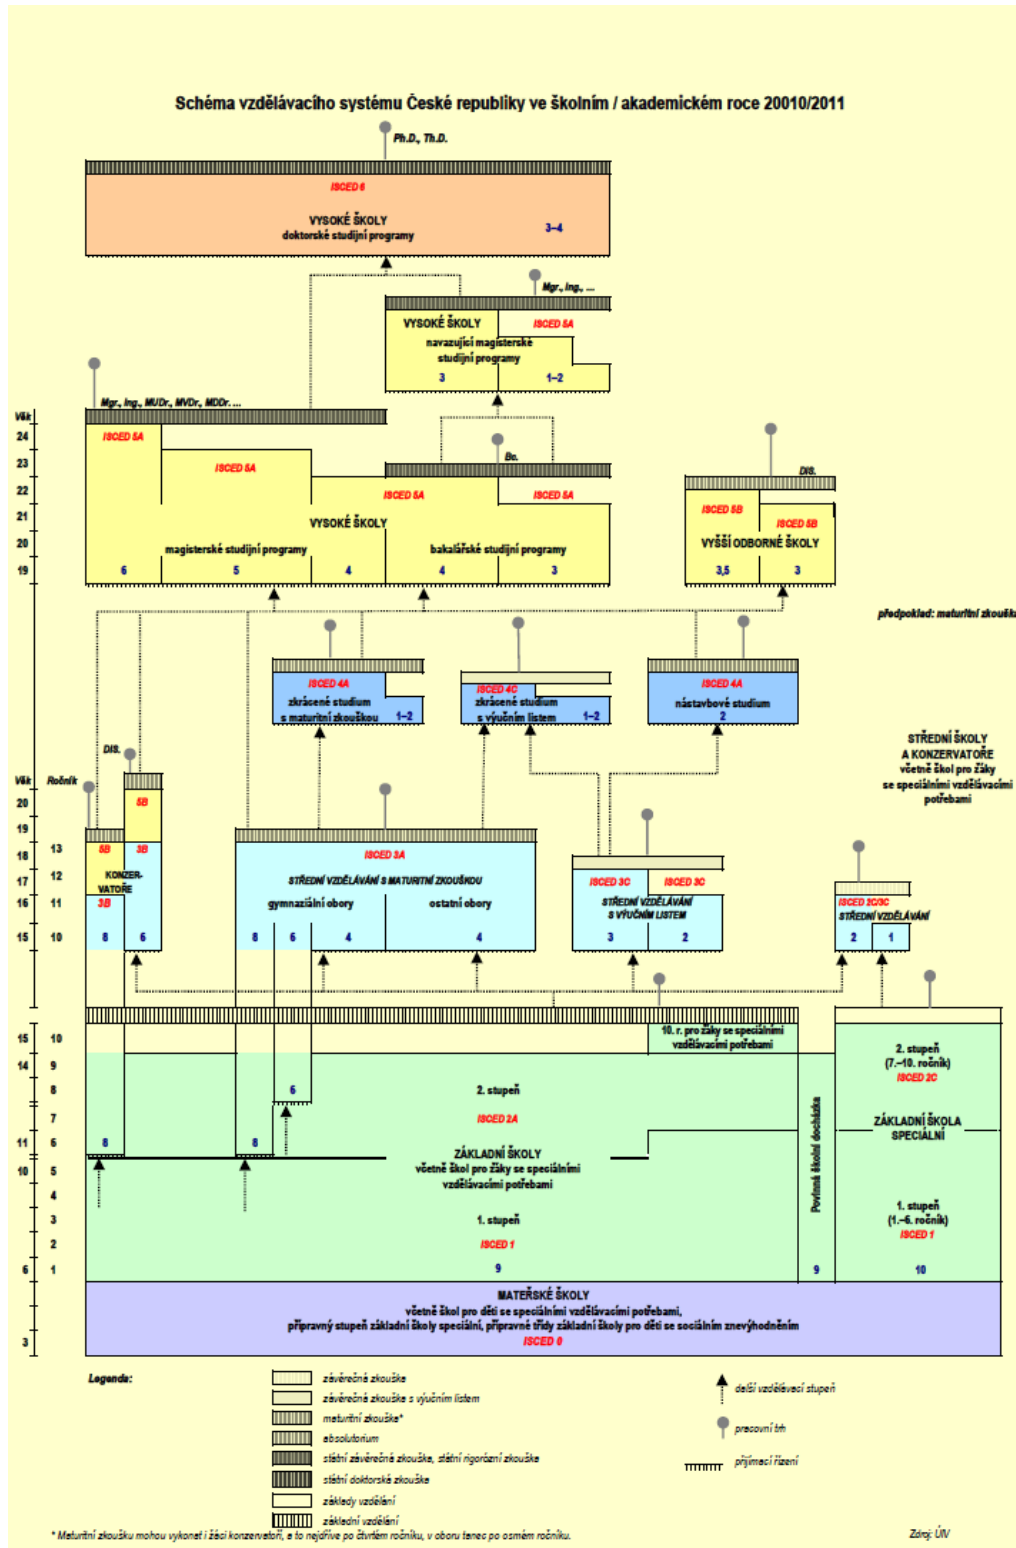 Schéma vzdělávacího systému České republiky ve školním / akademickém roce 20010/2011
Ph.D., Th.D.
ISCED 6
VYSOKÉ ŠKOLY
doktorské studijní programy
3–4
Mgr., Ing., ...
VYSOKÉ ŠKOLY
ISCED 5A
navazující magisterské
studijní programy
3
1–2
Věk
Mgr., Ing., MUDr., MVDr., MDDr. ...
24
ISCED 5A
Bc.
23
ISCED 5A
DiS.
22
ISCED 5A
ISCED 5A
21
ISCED 5B
ISCED 5B
VYSOKÉ ŠKOLY
20
VYŠŠÍ ODBORNÉ ŠKOLY
magisterské studijní programy
bakalářské studijní programy
19
6
5
4
4
3
3,5
3
předpoklad: maturitní zkoušk
ISCED 4A
ISCED 4C
ISCED 4A
zkrácené studium
s maturitní zkouškou
1–2
zkrácené studium
s výučním listem
1–2
nástavbové studium
2
STŘEDNÍ ŠKOLY
A KONZERVATOŘE
včetně škol pro žáky
se speciálními vzdělávacími
potřebami
DiS.
Věk
Ročník
20
5B
19
18
13
5B
3B
ISCED 3A
17
12
KONZER-
VATOŘE
STŘEDNÍ VZDĚLÁVÁNÍ S MATURITNÍ ZKOUŠKOU
ISCED 3C
ISCED 3C
16
11
3B
gymnaziální obory
ostatní obory
STŘEDNÍ VZDĚLÁVÁNÍ
S VÝUČNÍM LISTEM
ISCED 2C/3C
STŘEDNÍ VZDĚLÁVÁNÍ
15
10
8
6
8
6
4
4
3
2
2
1
15
10
10. r. pro žáky se speciálními
vzdělávacími potřebami
2. stupeň
(7.–10. ročník)
ISCED 2C
14
9
8
6
2. stupeň
7
ISCED 2A
11
6
8
8
ZÁKLADNÍ ŠKOLY
včetně škol pro žáky se speciálními
vzdělávacími potřebami
Povinná školní docházka
ZÁKLADNÍ ŠKOLA
SPECIÁLNÍ
10
5
4
3
1. stupeň
1. stupeň
(1.–6. ročník)
ISCED 1
2
ISCED 1
6
1
9
9
10
MATEŘSKÉ ŠKOLY
včetně škol pro děti se speciálními vzdělávacími potřebami,
přípravný stupeň základní školy speciální, přípravné třídy základní školy pro děti se sociálním znevýhodněním
3
ISCED 0
Legenda:
závěrečná zkouška
závěrečná zkouška s výučním listem
maturitní zkouška*
absolutorium
státní závěrečná zkouška, státní rigorózní zkouška
státní doktorská zkouška
základy vzdělání
základní vzdělání
další vzdělávací stupeň
pracovní trh
přijímací řízení
* Maturitní zkoušku mohou vykonat i žáci konzervatoří, a to nejdříve po čtvrtém ročníku, v oboru tanec po osmém ročníku.
Zdroj: ÚIV